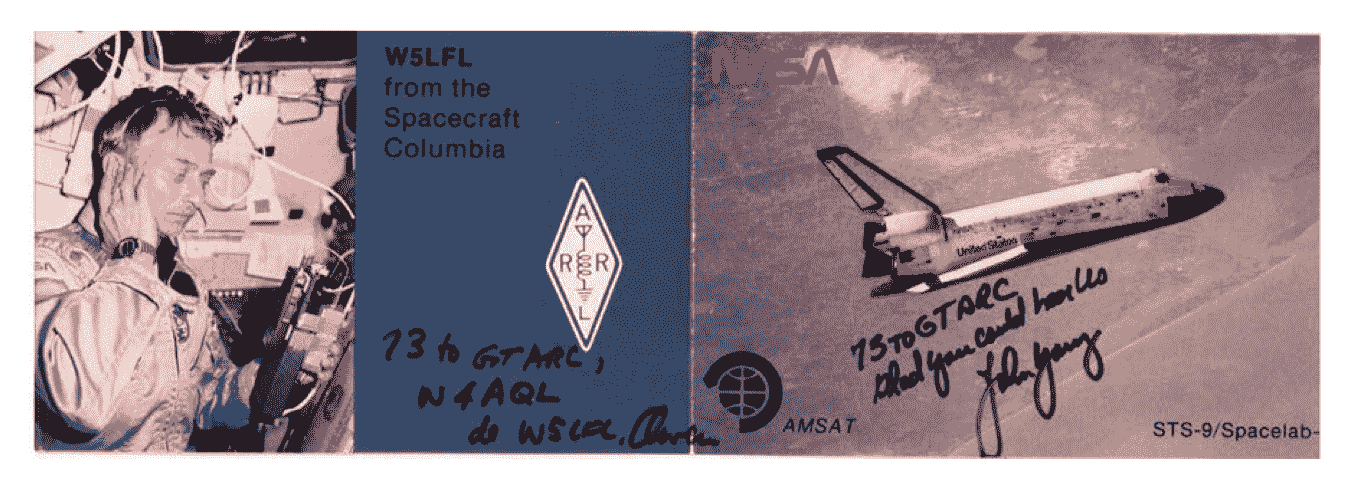 W5LFL
from the
Spacecraft
Columbia
A
R R
L
73 to GTARC,
N4AQL
de W5LFL, Owen
NASA
United States
73 TO GTARC
Glad you could hear us
John Young
AMSAT
STS-9/Spacelab-